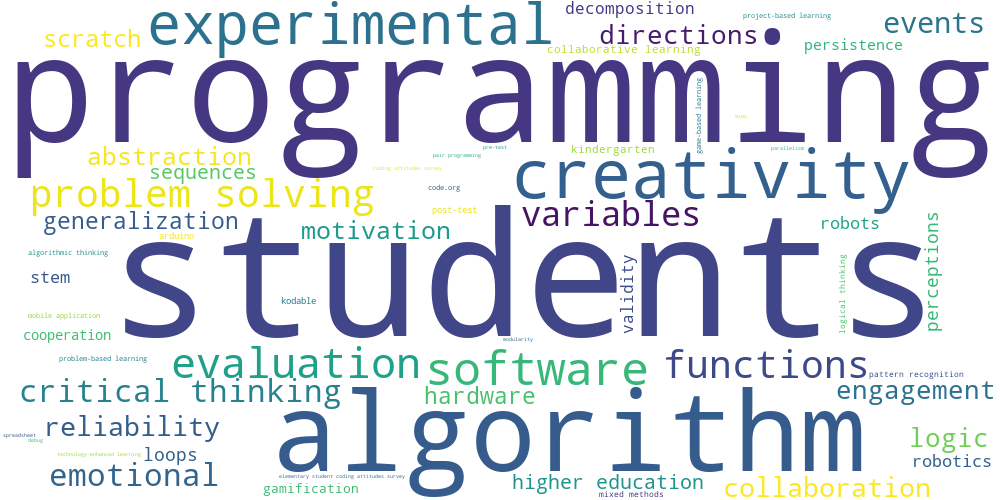 experimental
decomposition
project-based learning
events
scratch
directions
collaborative learning
persistence
programming
game-based learning
pre-test
parallelism
kindergarten
pair programming
abstraction
sequences
coding attitudes survey
creativity
problem solving
code.org
post-test
variables
generalization
motivation
robots
perceptions
arduino
students
algorithmic thinking
stem
validity
logical thinking
kodable
mobile application
cooperation
modularity
problem-based learning
evaluation
software
functions
pattern recognition
critical thinking
hardware
engagement
algorithm
reliability
logic
spreadsheet
debug
technology-enhanced learning
loops
robotics
emotional
elementary student coding attitudes survey
higher education
gamification
mixed methods
collaboration